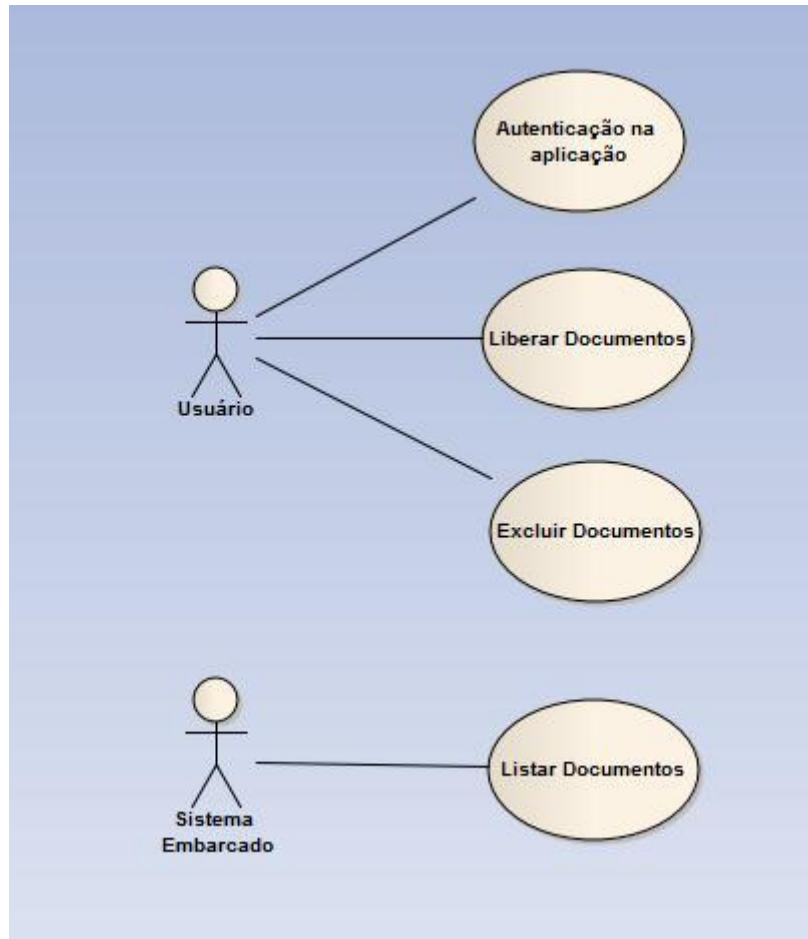 Autenticação na
aplicação
Liberar Documentos
Usuário
Excluir Documentos
Listar Documentos
Sistema
Embarcado